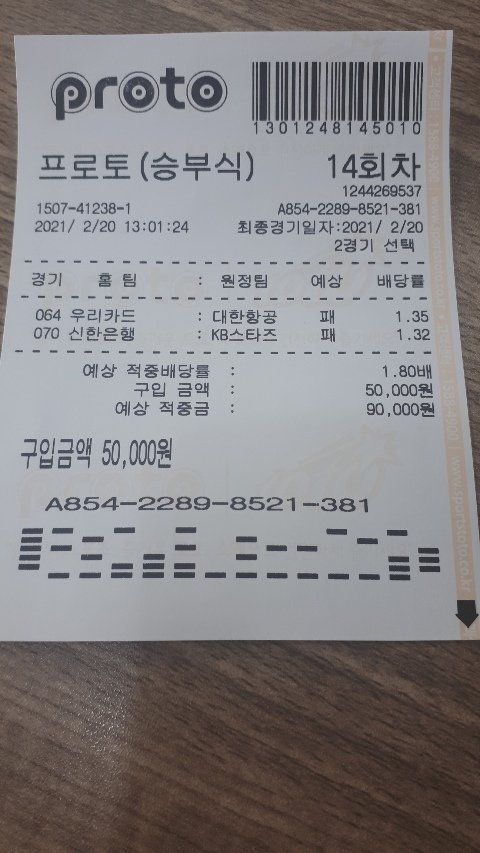 proto
1301248145010
프로토(승부식) 14회차
1244269537
1507-41238-1 A854-2289-8521-381
2021/ 2/20 13:01:24 최종경기일자:2021/ 2/20
2경기 선택
경기 홈 팀 : 원정팀 예상 배당률
064 우리카드 : 대한항공 패 1.35
070 신한은행 : KB스타즈 패 1.32
예상 적중배당률 : 1.80배
구입 금액 : 50,000원
예상 적중금 : 90,000원
구입금액 50,000원
A854-2289-8521-381
www.sportstoto.co.kr